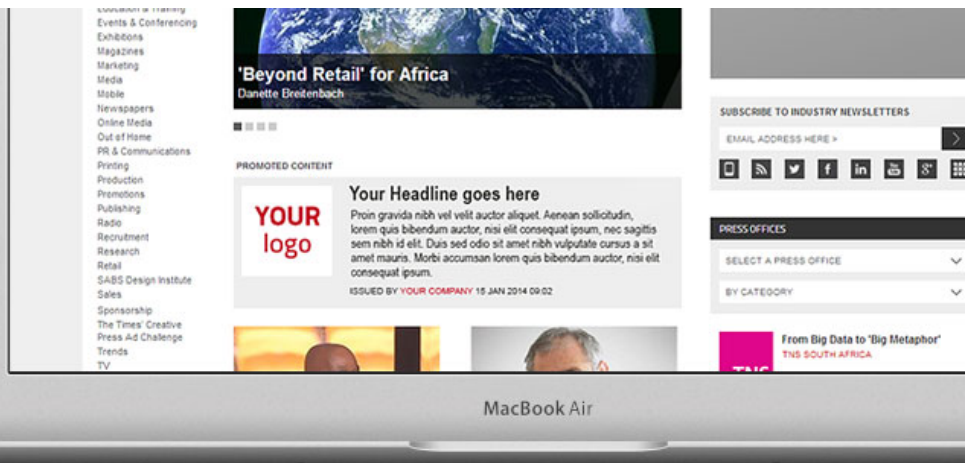 Education & Training
Events & Conferencing
Exhibitions
Magazines
Marketing
Media
Mobile
Newspapers
Online Media
Out of Home
PR & Communications
Printing
Production
Promotions
Publishing
Radio
Recruitment
Research
Retail
SABS Design Institute
Sales
Sponsorship
The Times' Creative
Press Ad Challenge
Trends
TV
'Beyond Retail' for Africa
Danette Breitenbach
PROMOTED CONTENT
YOUR
logo
Your Headline goes here
Proin gravida nibh vel velit auctor aliquet. Aenean sollicitudin,
lorem quis bibendum auctor, nisi elit consequat ipsum, nec sagittis
sem nibh id elit. Duis sed odio sit amet nibh vulputate cursus a sit
amet mauris. Morbi accumsan lorem quis bibendum auctor, nisi elit
consequat ipsum.
ISSUED BY YOUR COMPANY 15 JAN 2014 09:02
SUBSCRIBE TO INDUSTRY NEWSLETTERS
EMAIL ADDRESS HERE >
f in You Tube g+
PRESS OFFICES
SELECT A PRESS OFFICE
BY CATEGORY
TNS
From Big Data to 'Big Metaphor'
TNS SOUTH AFRICA
MacBook Air